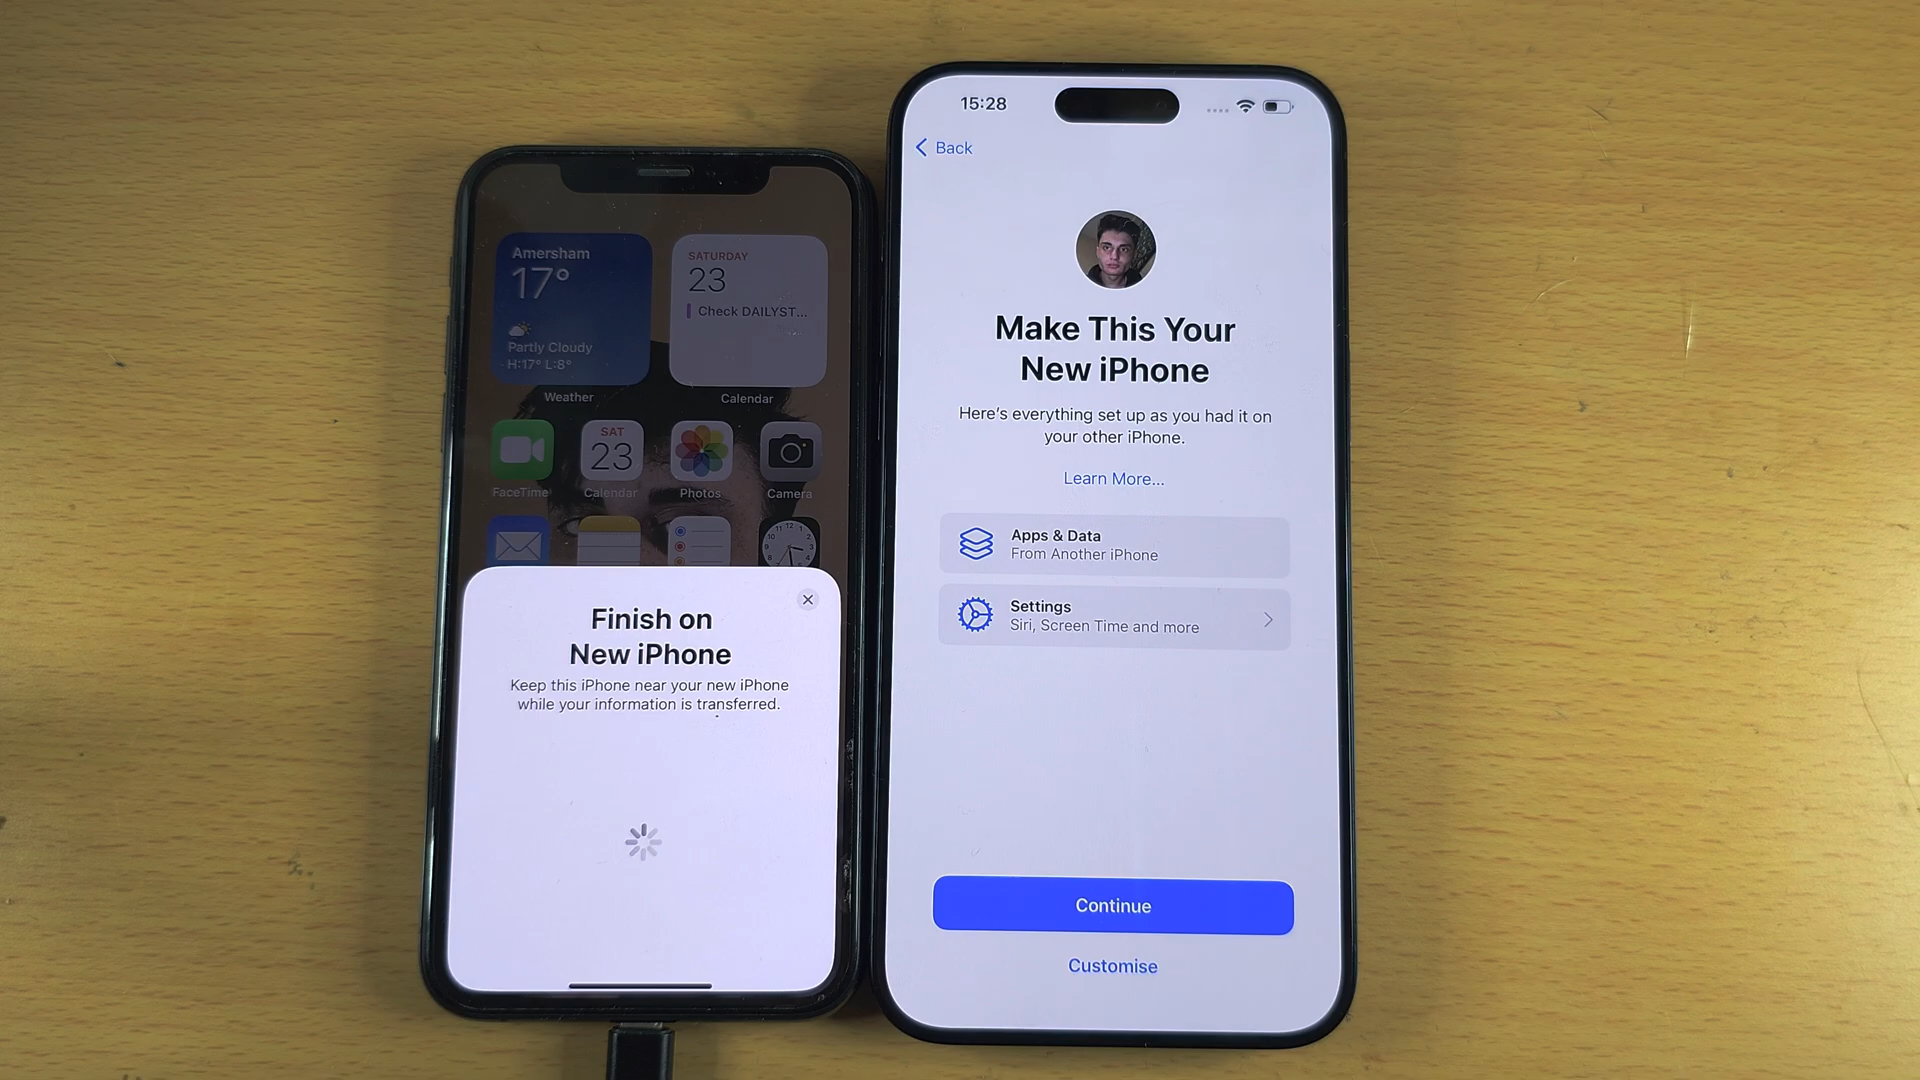 Amersham
17°
Partly Cloudy
H:17° L:8°
Weather
SATURDAY
23
Check DAILYST...
Calendar
FaceTime
SAT
23
Calendar
Photos
Camera
Finish on
New iPhone
Keep this iPhone near your new iPhone
while your information is transferred.
15:28
Back
Make This Your
New iPhone
Here's everything set up as you had it on
your other iPhone.
Learn More...
Apps & Data
From Another iPhone
Settings
Siri, Screen Time and more
Continue
Customise